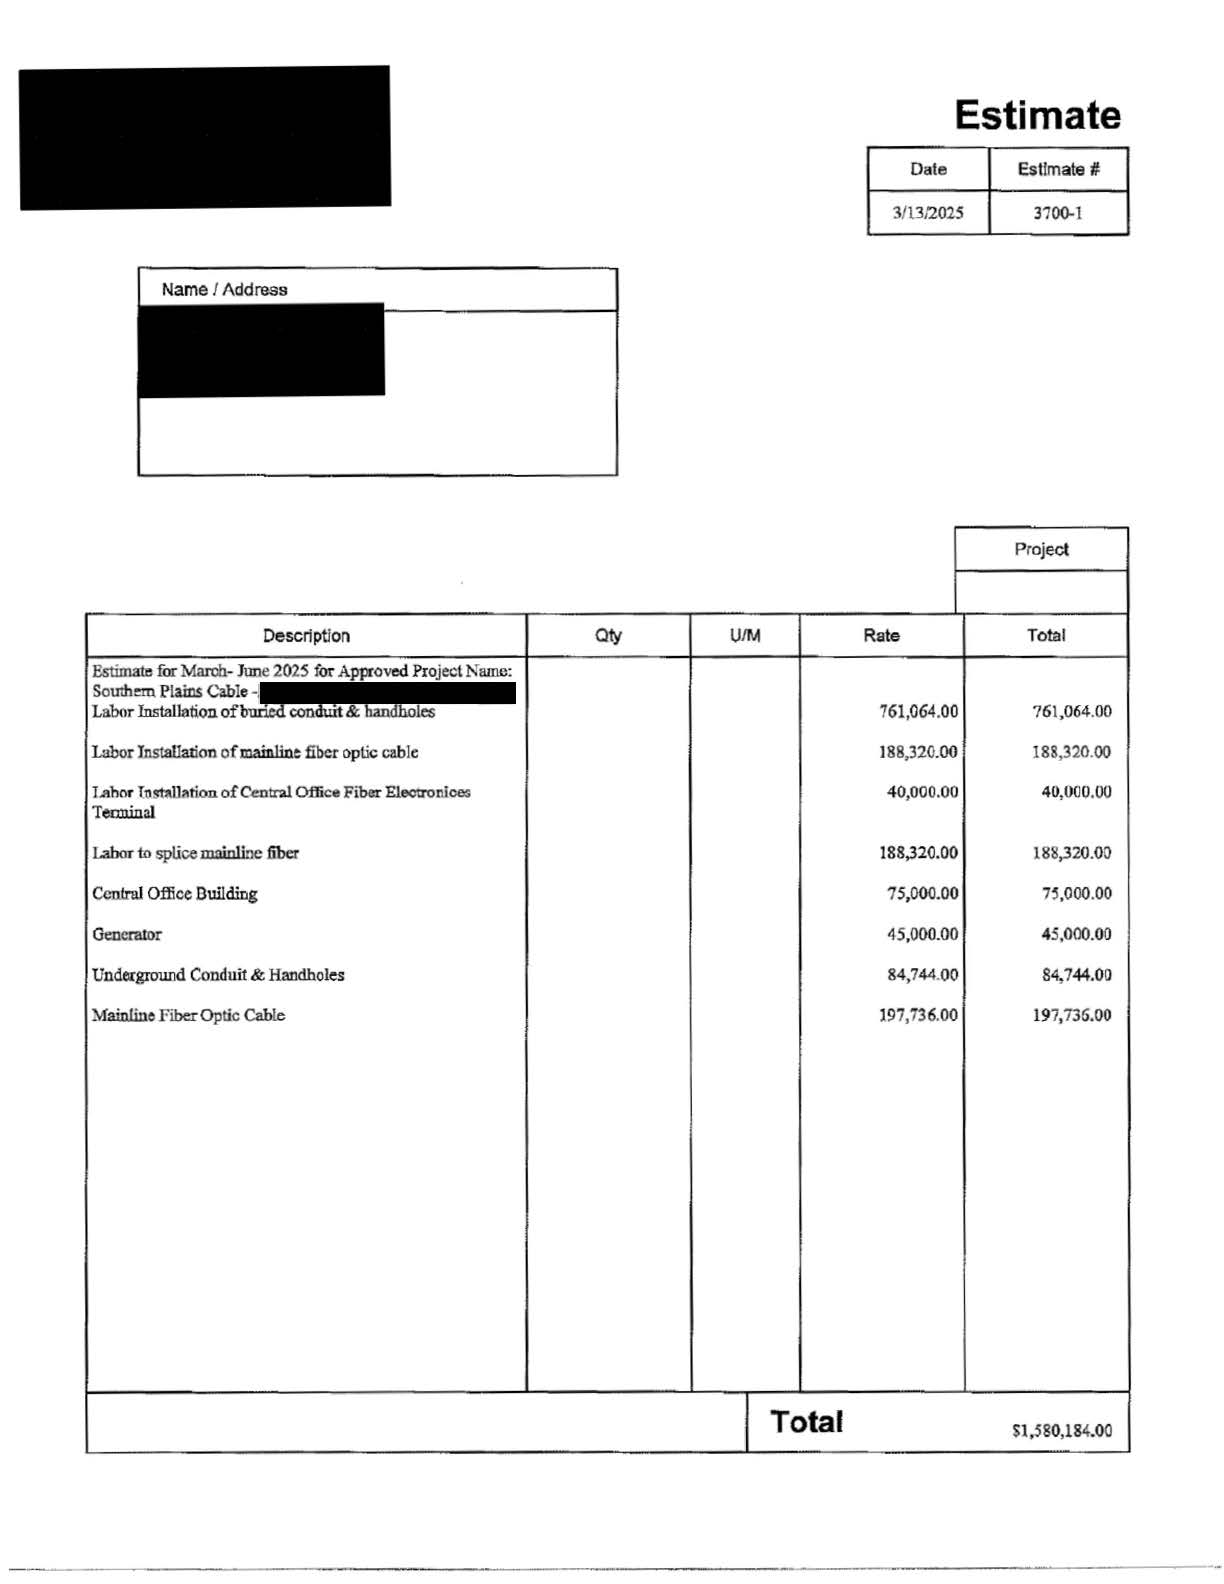 Estimate
Date Estimate #
3/13/2025 3700-1
Name / Address
Project
Description Qty U/M Rate Total
Estimate for March- June 2025 for Approved Project Name:
Southern Plains Cable -
Labor Installation of buried conduit & handholes 761,064.00 761,064.00
Labor Installation of mainline fiber optic cable 188,320.00 188,320.00
Labor Installation of Central Office Fiber Electronices 40,000.00 40,000.00
Terminal
Labor to splice mainline fiber 188,320.00 188,320.00
Central Office Building 75,000.00 75,000.00
Generator 45,000.00 45,000.00
Underground Conduit & Handholes 84,744.00 84,744.00
Mainline Fiber Optic Cable 197,736.00 197,736.00
Total $1,580,184.00